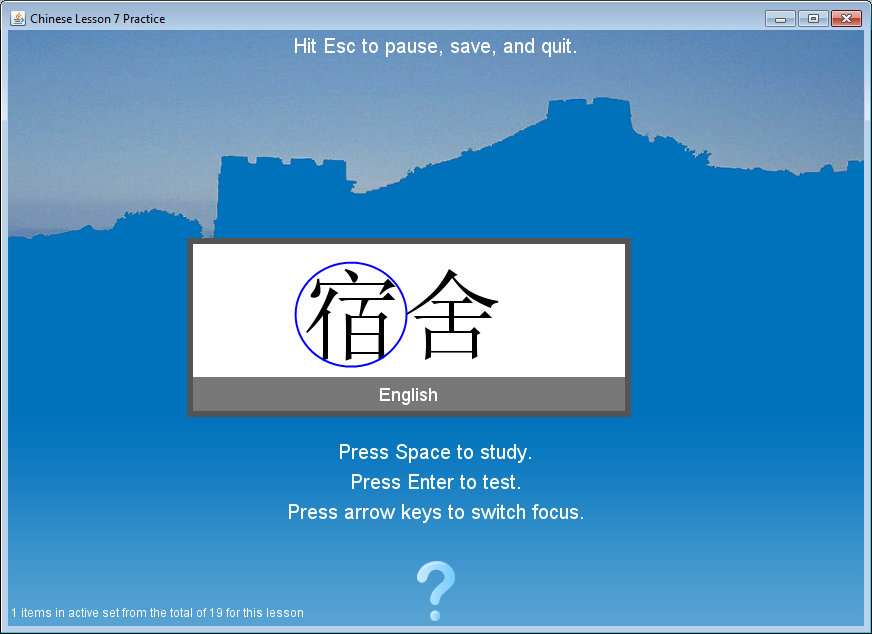 Chinese Lesson 7 Practice
Hit Esc to pause, save, and quit.
宿舍
English
Press Space to study.
Press Enter to test.
Press arrow keys to switch focus.
?
1 items in active set from the total of 19 for this lesson